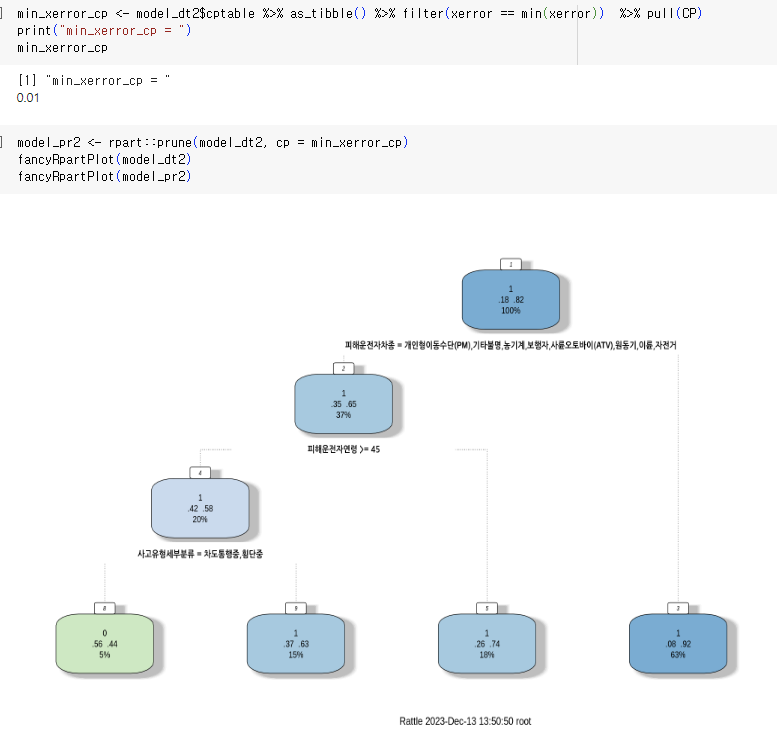 min_xerror_cp <- model_dt2$cptable %>% as_tibble() %>% filter(xerror == min(xerror))  %>% pull(CP)
print("min_xerror_cp = ")
min_xerror_cp
[1] "min_xerror_cp = "
0.01
] model_pr2 <- rpart::prune(model_dt2, cp = min_xerror_cp)
fancyRpartPlot(model_dt2)
fancyRpartPlot(model_pr2)
1
1
.18 .82
100%
피해운전자차종 = 개인형이동수단(PM),기타불명,농기계,보행자,사륜오토바이(ATV),원동기,이륜,자전거
2
1
.35 .65
37%
피해운전자연령 >= 45
4
1
.42 .58
20%
사고유형세부분류 = 차도통행중,횡단중
8
0
.56 .44
5%
9
1
.37 .63
15%
5
1
.26 .74
18%
3
1
.08 .92
63%
Rattle 2023-Dec-13 13:50:50 root